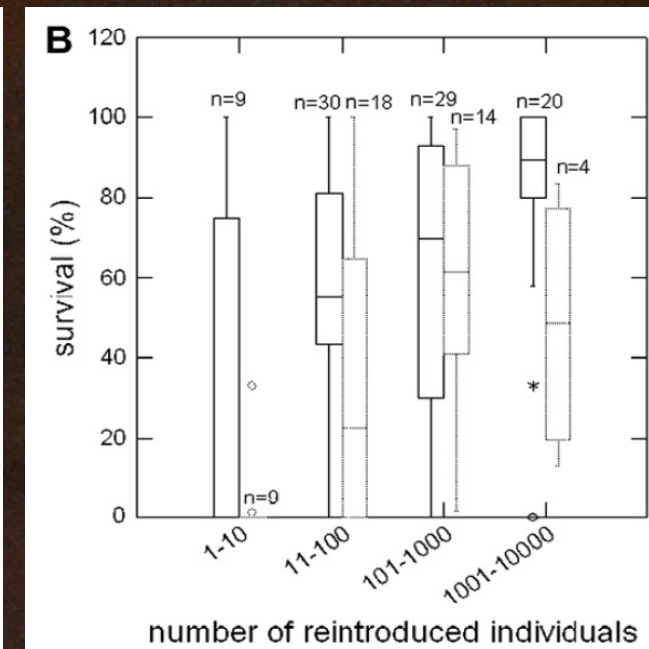 B
120
n=9
n=30 n=18
n=29
n=14
n=20
n=4
100
80
60
40
20
0
n=9
survival (%)
1-10
11-100
101-1000
1001-10000
number of reintroduced individuals